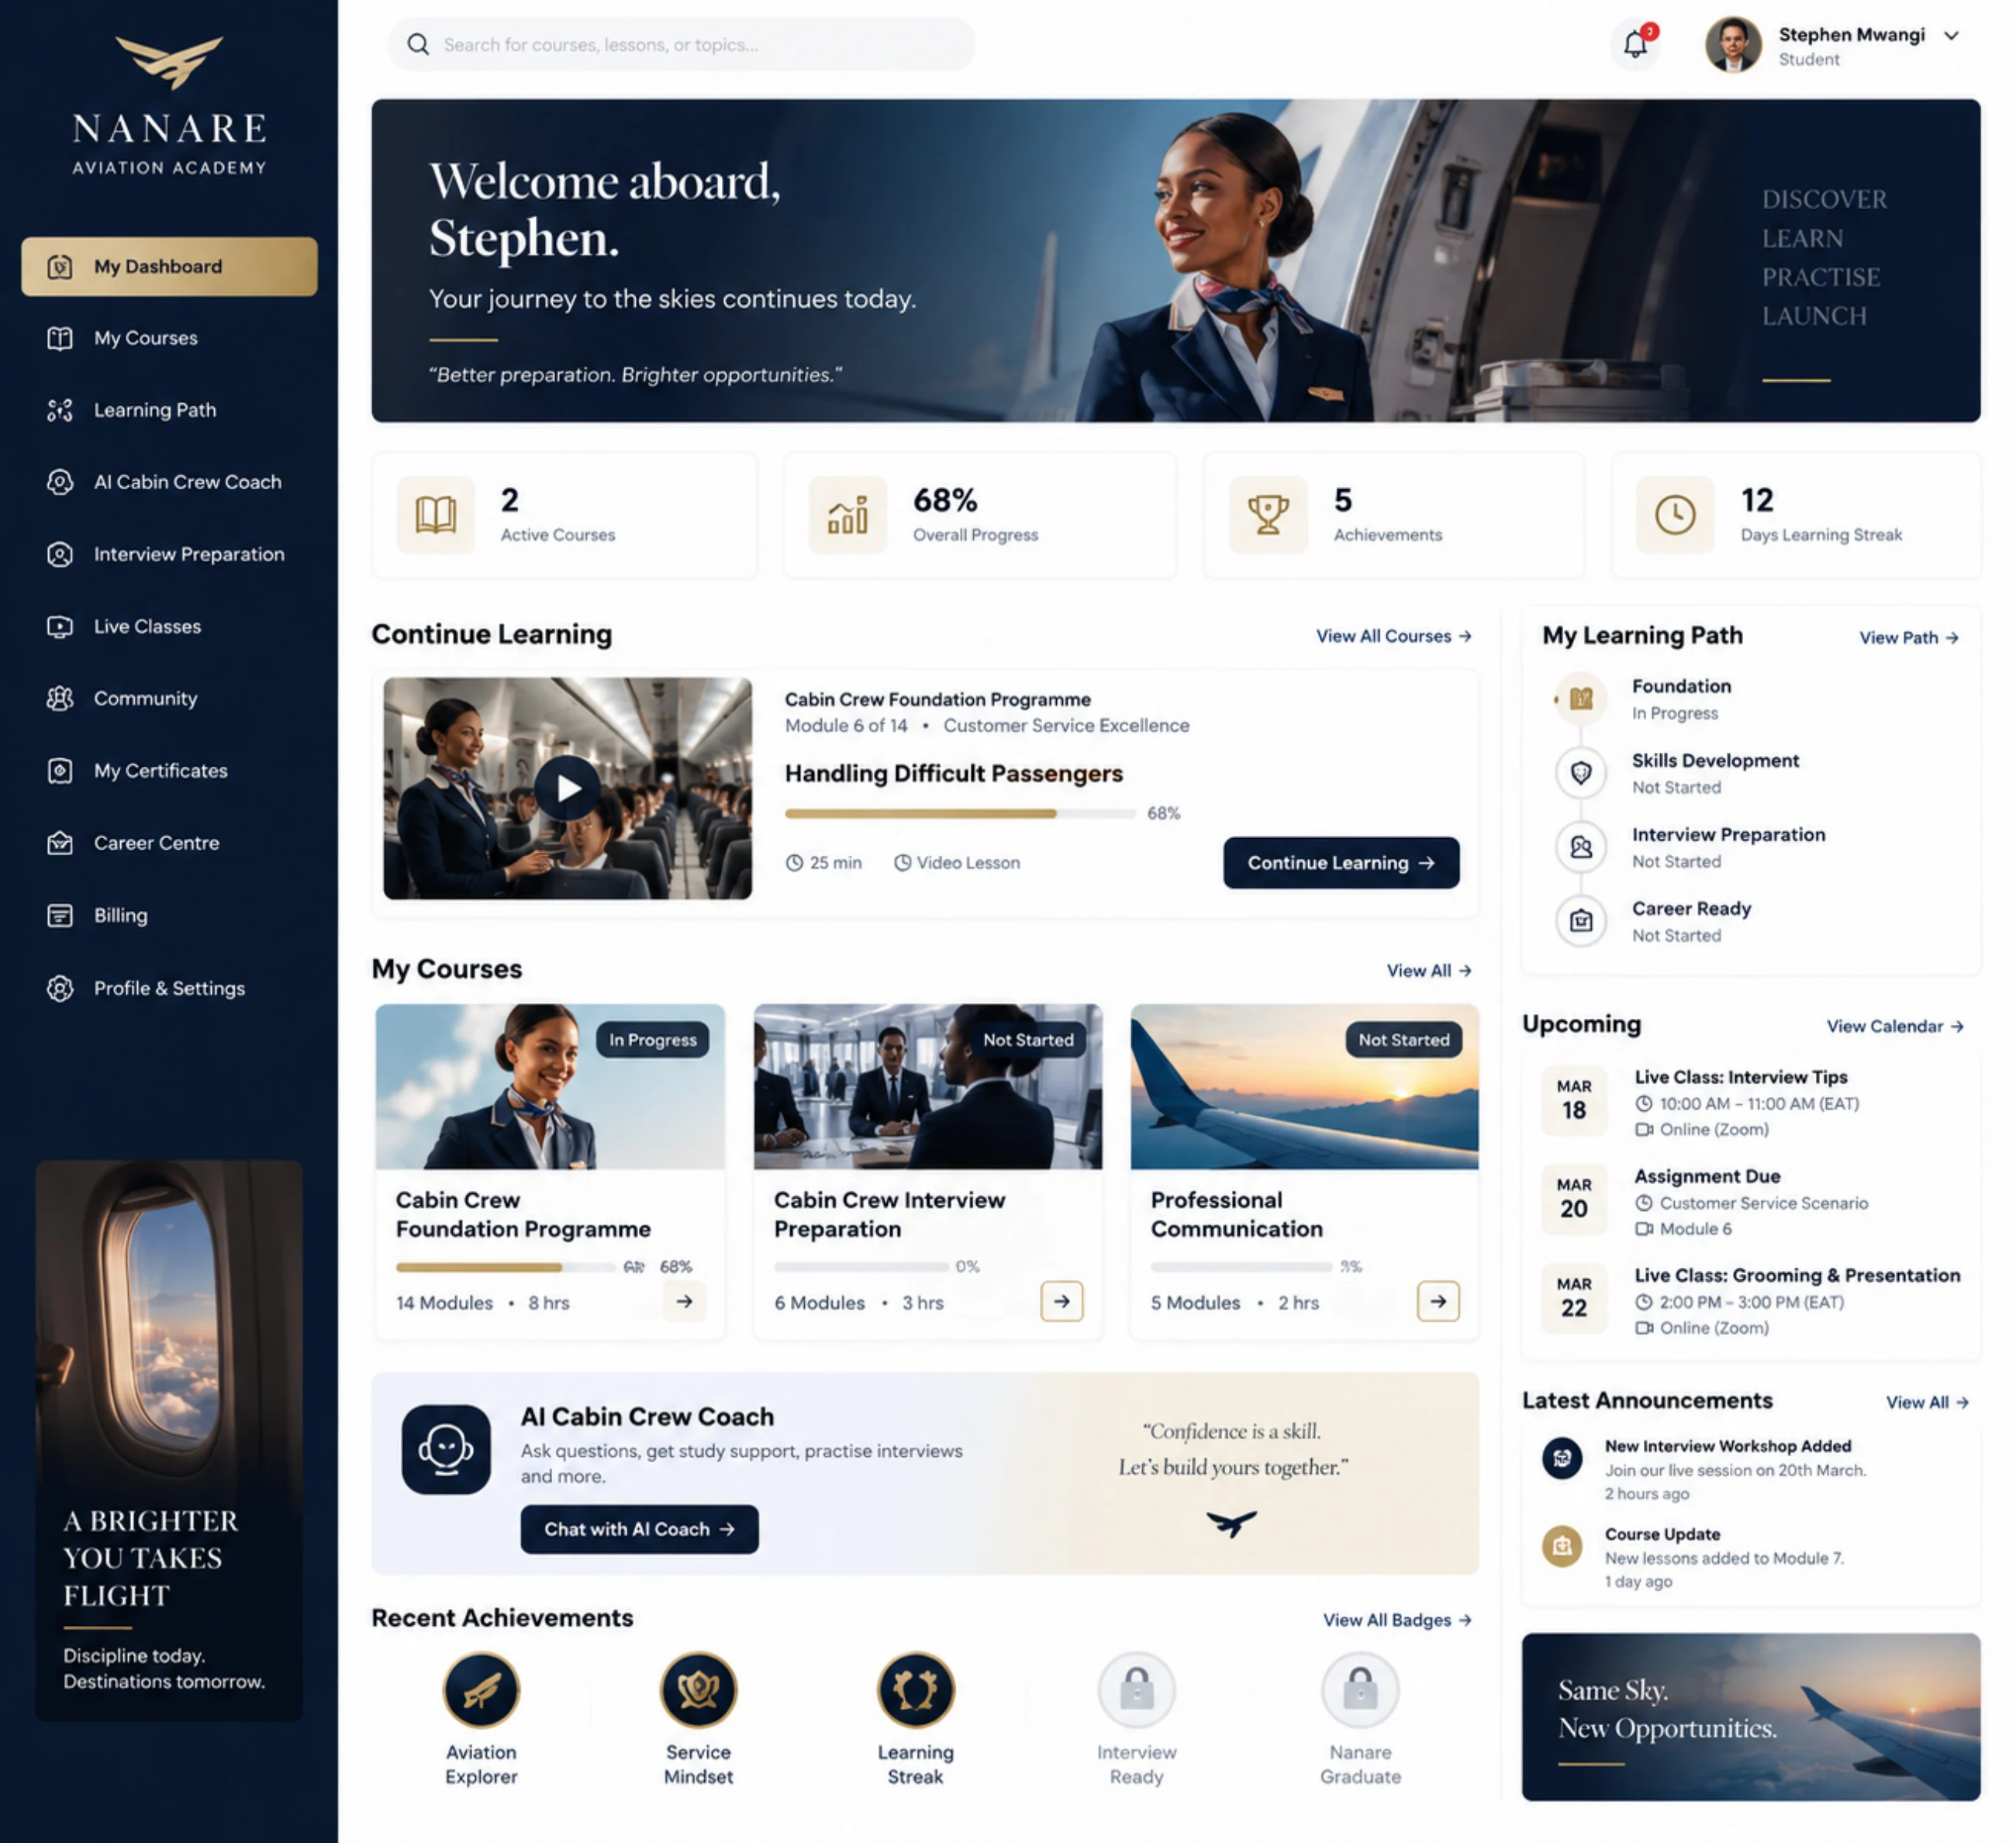 NANARE
AVIATION ACADEMY
My Dashboard
My Courses
Learning Path
AI Cabin Crew Coach
Interview Preparation
Live Classes
Community
My Certificates
Career Centre
Billing
Profile & Settings
A BRIGHTER
YOU TAKES
FLIGHT
Discipline today.
Destinations tomorrow.
Search for courses, lessons, or topics...
Stephen Mwangi
Student
Welcome aboard,
Stephen.
Your journey to the skies continues today.
“Better preparation. Brighter opportunities.”
DISCOVER
LEARN
PRACTISE
LAUNCH
2
Active Courses
68%
Overall Progress
5
Achievements
12
Days Learning Streak
Continue Learning
View All Courses →
Cabin Crew Foundation Programme
Module 6 of 14 • Customer Service Excellence
Handling Difficult Passengers
68%
25 min
Video Lesson
Continue Learning →
My Courses
View All →
In Progress
Cabin Crew
Foundation Programme
68%
14 Modules • 8 hrs
→
Not Started
Cabin Crew Interview
Preparation
0%
6 Modules • 3 hrs
→
Not Started
Professional
Communication
5 Modules • 2 hrs
→
AI Cabin Crew Coach
Ask questions, get study support, practise interviews
and more.
Chat with AI Coach →
“Confidence is a skill.
Let’s build yours together.”
Recent Achievements
View All Badges →
Aviation
Explorer
Service
Mindset
Learning
Streak
Interview
Ready
Nanare
Graduate
My Learning Path
View Path →
Foundation
In Progress
Skills Development
Not Started
Interview Preparation
Not Started
Career Ready
Not Started
Upcoming
View Calendar →
MAR
18
Live Class: Interview Tips
10:00 AM – 11:00 AM (EAT)
Online (Zoom)
MAR
20
Assignment Due
Customer Service Scenario
Module 6
MAR
22
Live Class: Grooming & Presentation
2:00 PM – 3:00 PM (EAT)
Online (Zoom)
Latest Announcements
View All →
New Interview Workshop Added
Join our live session on 20th March.
2 hours ago
Course Update
New lessons added to Module 7.
1 day ago
Same Sky.
New Opportunities.